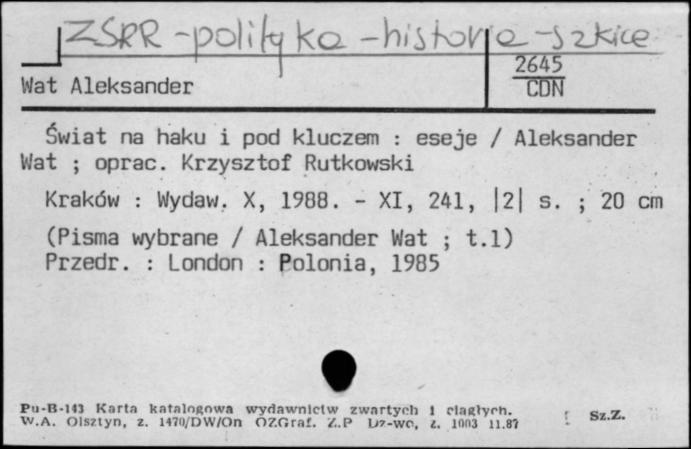 ZSRR - polityka - historia - szkice
2645
Wat Aleksander
CDN
Świat na haku i pod kluczem : eseje / Aleksander
Wat ; oprac. Krzysztof Rutkowski
Kraków : Wydaw. X, 1988. - XI, 241, |2| s. ; 20 cm
(Pisma wybrane / Aleksander Wat ; t.1)
Przedr. : London : Polonia, 1985
Pu-B-143 Karta katalogowa wydawnictw zwartych i ciągłych.
W.A. Olsztyn, z. 1470/DW/On OZGraf. Z.P Dz-wo, z. 1003 11.87
Sz.Z.